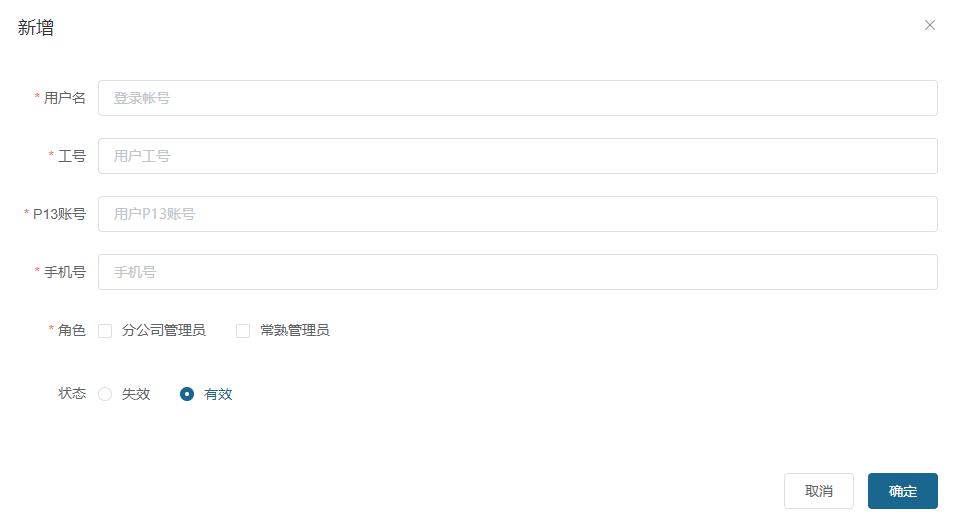 新增
* 用户名 登录帐号
* 工号 用户工号
* P13账号 用户P13账号
* 手机号 手机号
* 角色 分公司管理员 常熟管理员
状态 失效 有效
取消 确定